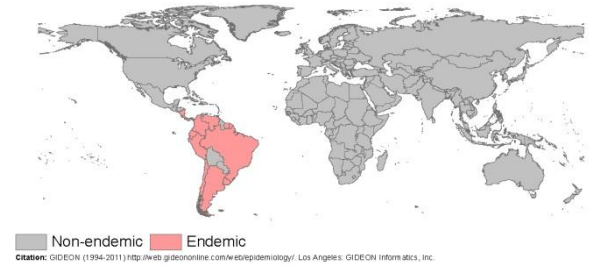 Non-endemic Endemic
Citation: GIDEON (1994-2011) http://web.gideononline.com/web/epidemiology/. Los Angeles: GIDEON Informatics, Inc.